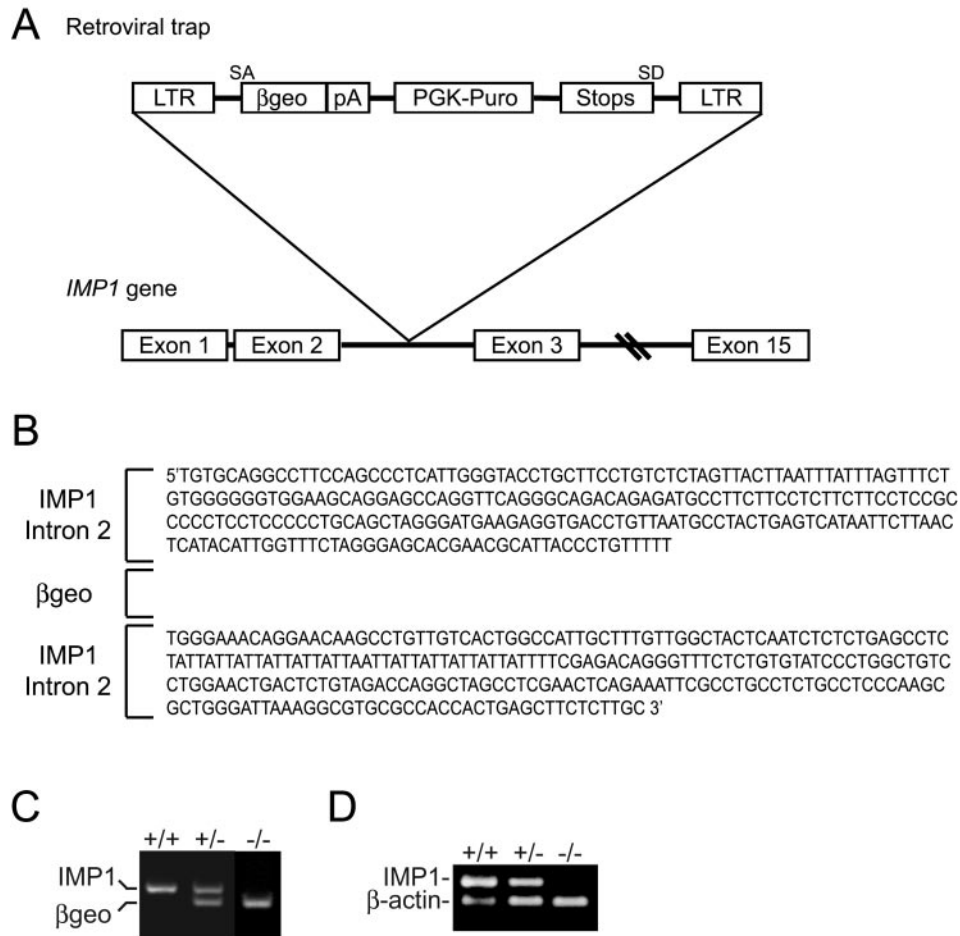 A Retroviral trap
SA SD
LTR βgeo pA PGK-Puro Stops LTR
IMP1 gene
Exon 1 Exon 2 Exon 3 Exon 15
B
IMP1
Intron 2
5'TGTGCAGGCCTTCCAGCCCTCATTGGGTACCTGCTTCCTGTCTCTAGTTACTTAATTTATTTAGTTTCT
GTGGGGGGTGGAAGCAGGAGCCAGGTTCAGGGCAGACAGAGATGCCTTCTTCCTCTTCTTCCTCCGC
CCCCTCCTCCCCCTGCAGCTAGGGATGAAGAGGTGACCTGTTAATGCCTACTGAGTCATAATTCTTAAC
TCATACATTGGTTTCTAGGGAGCACGAACGCATTACCCTGTTTTT
βgeo
IMP1
Intron 2
TGGGAAACAGGAACAAGCCTGTTGTCACTGGCCATTGCTTTGTTGGCTACTCAATCTCTCTGAGCCTC
TATTATTATTATTATTATTAATTATTATTATTATTATTATTTTCGAGACAGGGTTTCTCTGTGTATCCCTGGCTGTC
CTGGAACTGACTCTGTAGACCAGGCTAGCCTCGAACTCAGAAATTCGCCTGCCTCTGCCTCCCAAGC
GCTGGGATTAAAGGCGTGCGCCACCACTGAGCTTCTCTTGC 3'
C
+/+ +/- -/-
IMP1
βgeo
D
+/+ +/- -/-
IMP1-
β-actin-